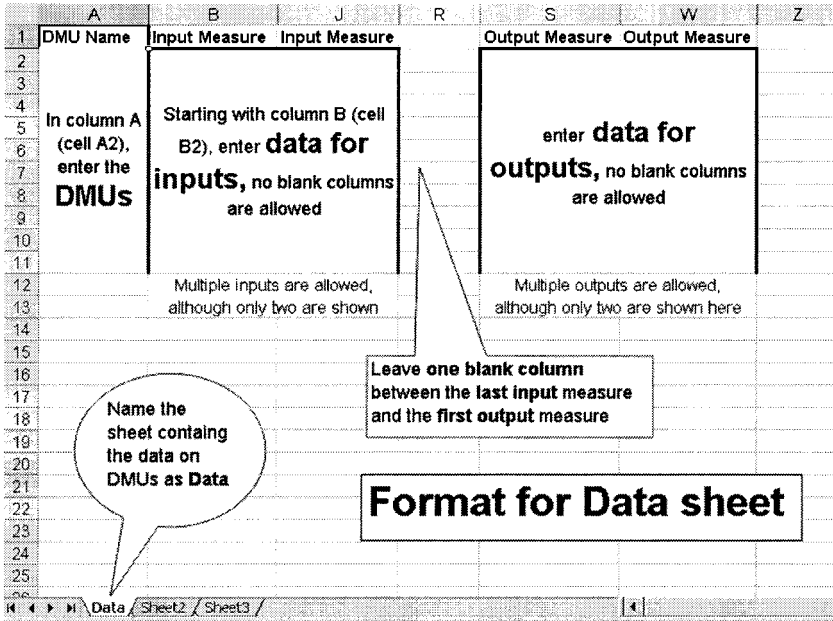 A B J R S W Z
1 DMU Name Input Measure Input Measure Output Measure Output Measure
2
3
4
5
6
7
8
9
10
11
12
13
14
15
16
17
18
19
20
21
22
23
24
25
26
In column A
(cell A2),
enter the
DMUs
Starting with column B (cell
B2), enter data for
inputs, no blank columns
are allowed
enter data for
outputs, no blank columns
are allowed
Multiple inputs are allowed,
although only two are shown
Multiple outputs are allowed,
although only two are shown here
Leave one blank column
between the last input measure
and the first output measure
Name the
sheet containg
the data on
DMUs as Data
Format for Data sheet
Data Sheet2 Sheet3